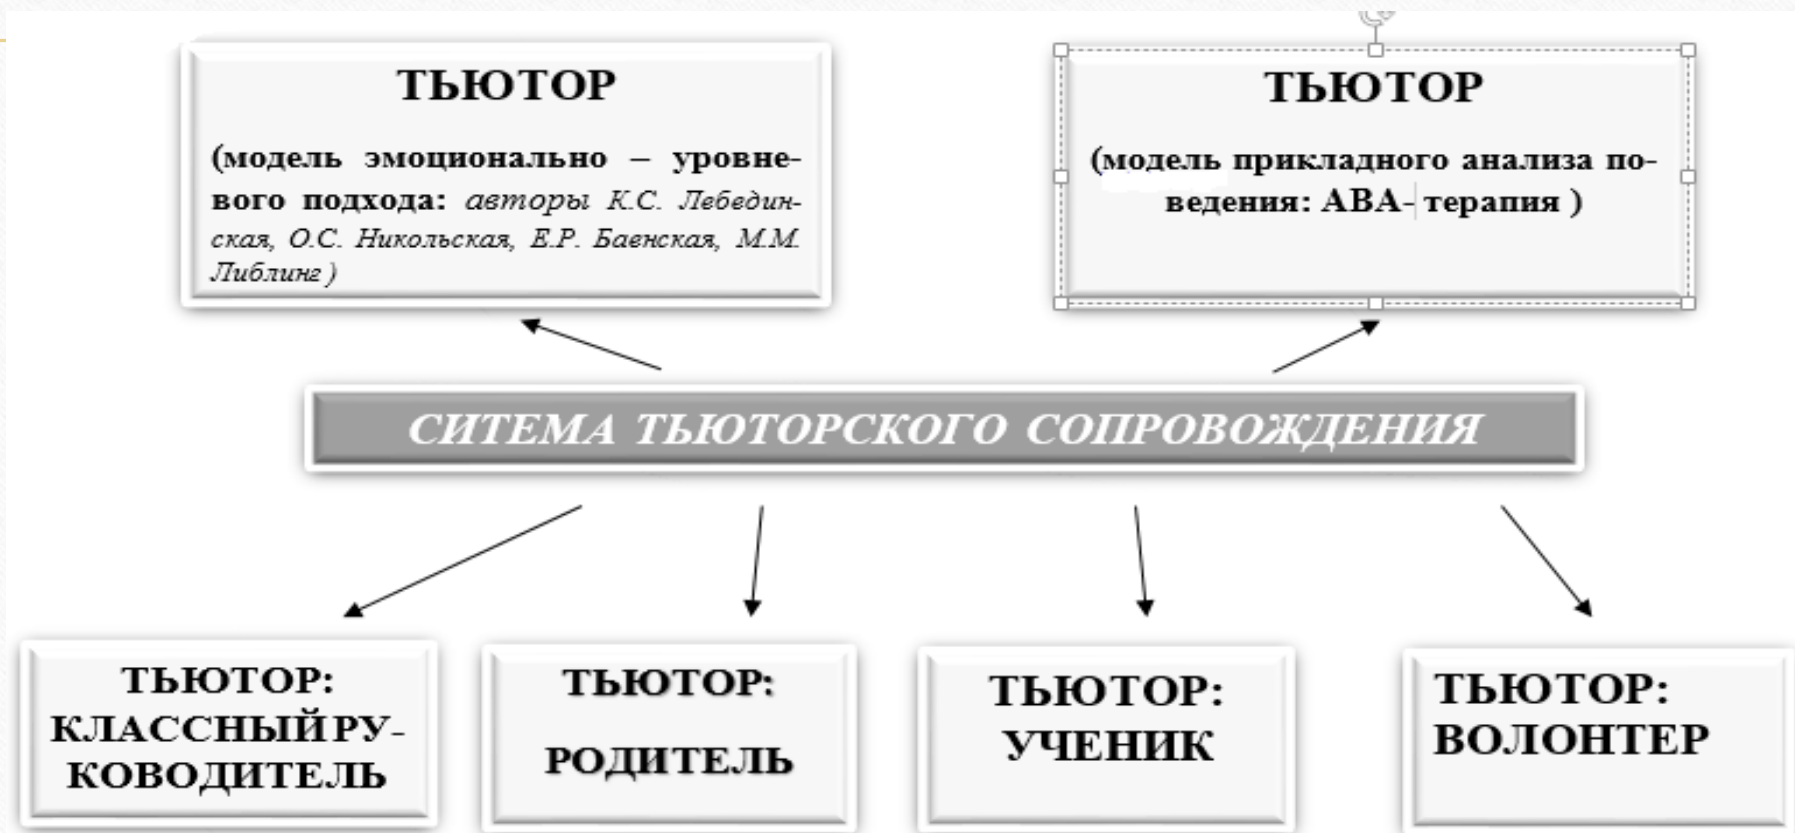 ТЬЮТОР
(модель эмоционально – уровне-
вого подхода: авторы К.С. Лебедин-
ская, О.С. Никольская, Е.Р. Баенская, М.М.
Либлинг )
ТЬЮТОР
(модель прикладного анализа по-
ведения: АВА- терапия )
СИТЕМА ТЬЮТОРСКОГО СОПРОВОЖДЕНИЯ
ТЬЮТОР:
КЛАССНЫЙ РУ-
КОВОДИТЕЛЬ
ТЬЮТОР:
РОДИТЕЛЬ
ТЬЮТОР:
УЧЕНИК
ТЬЮТОР:
ВОЛОНТЕР